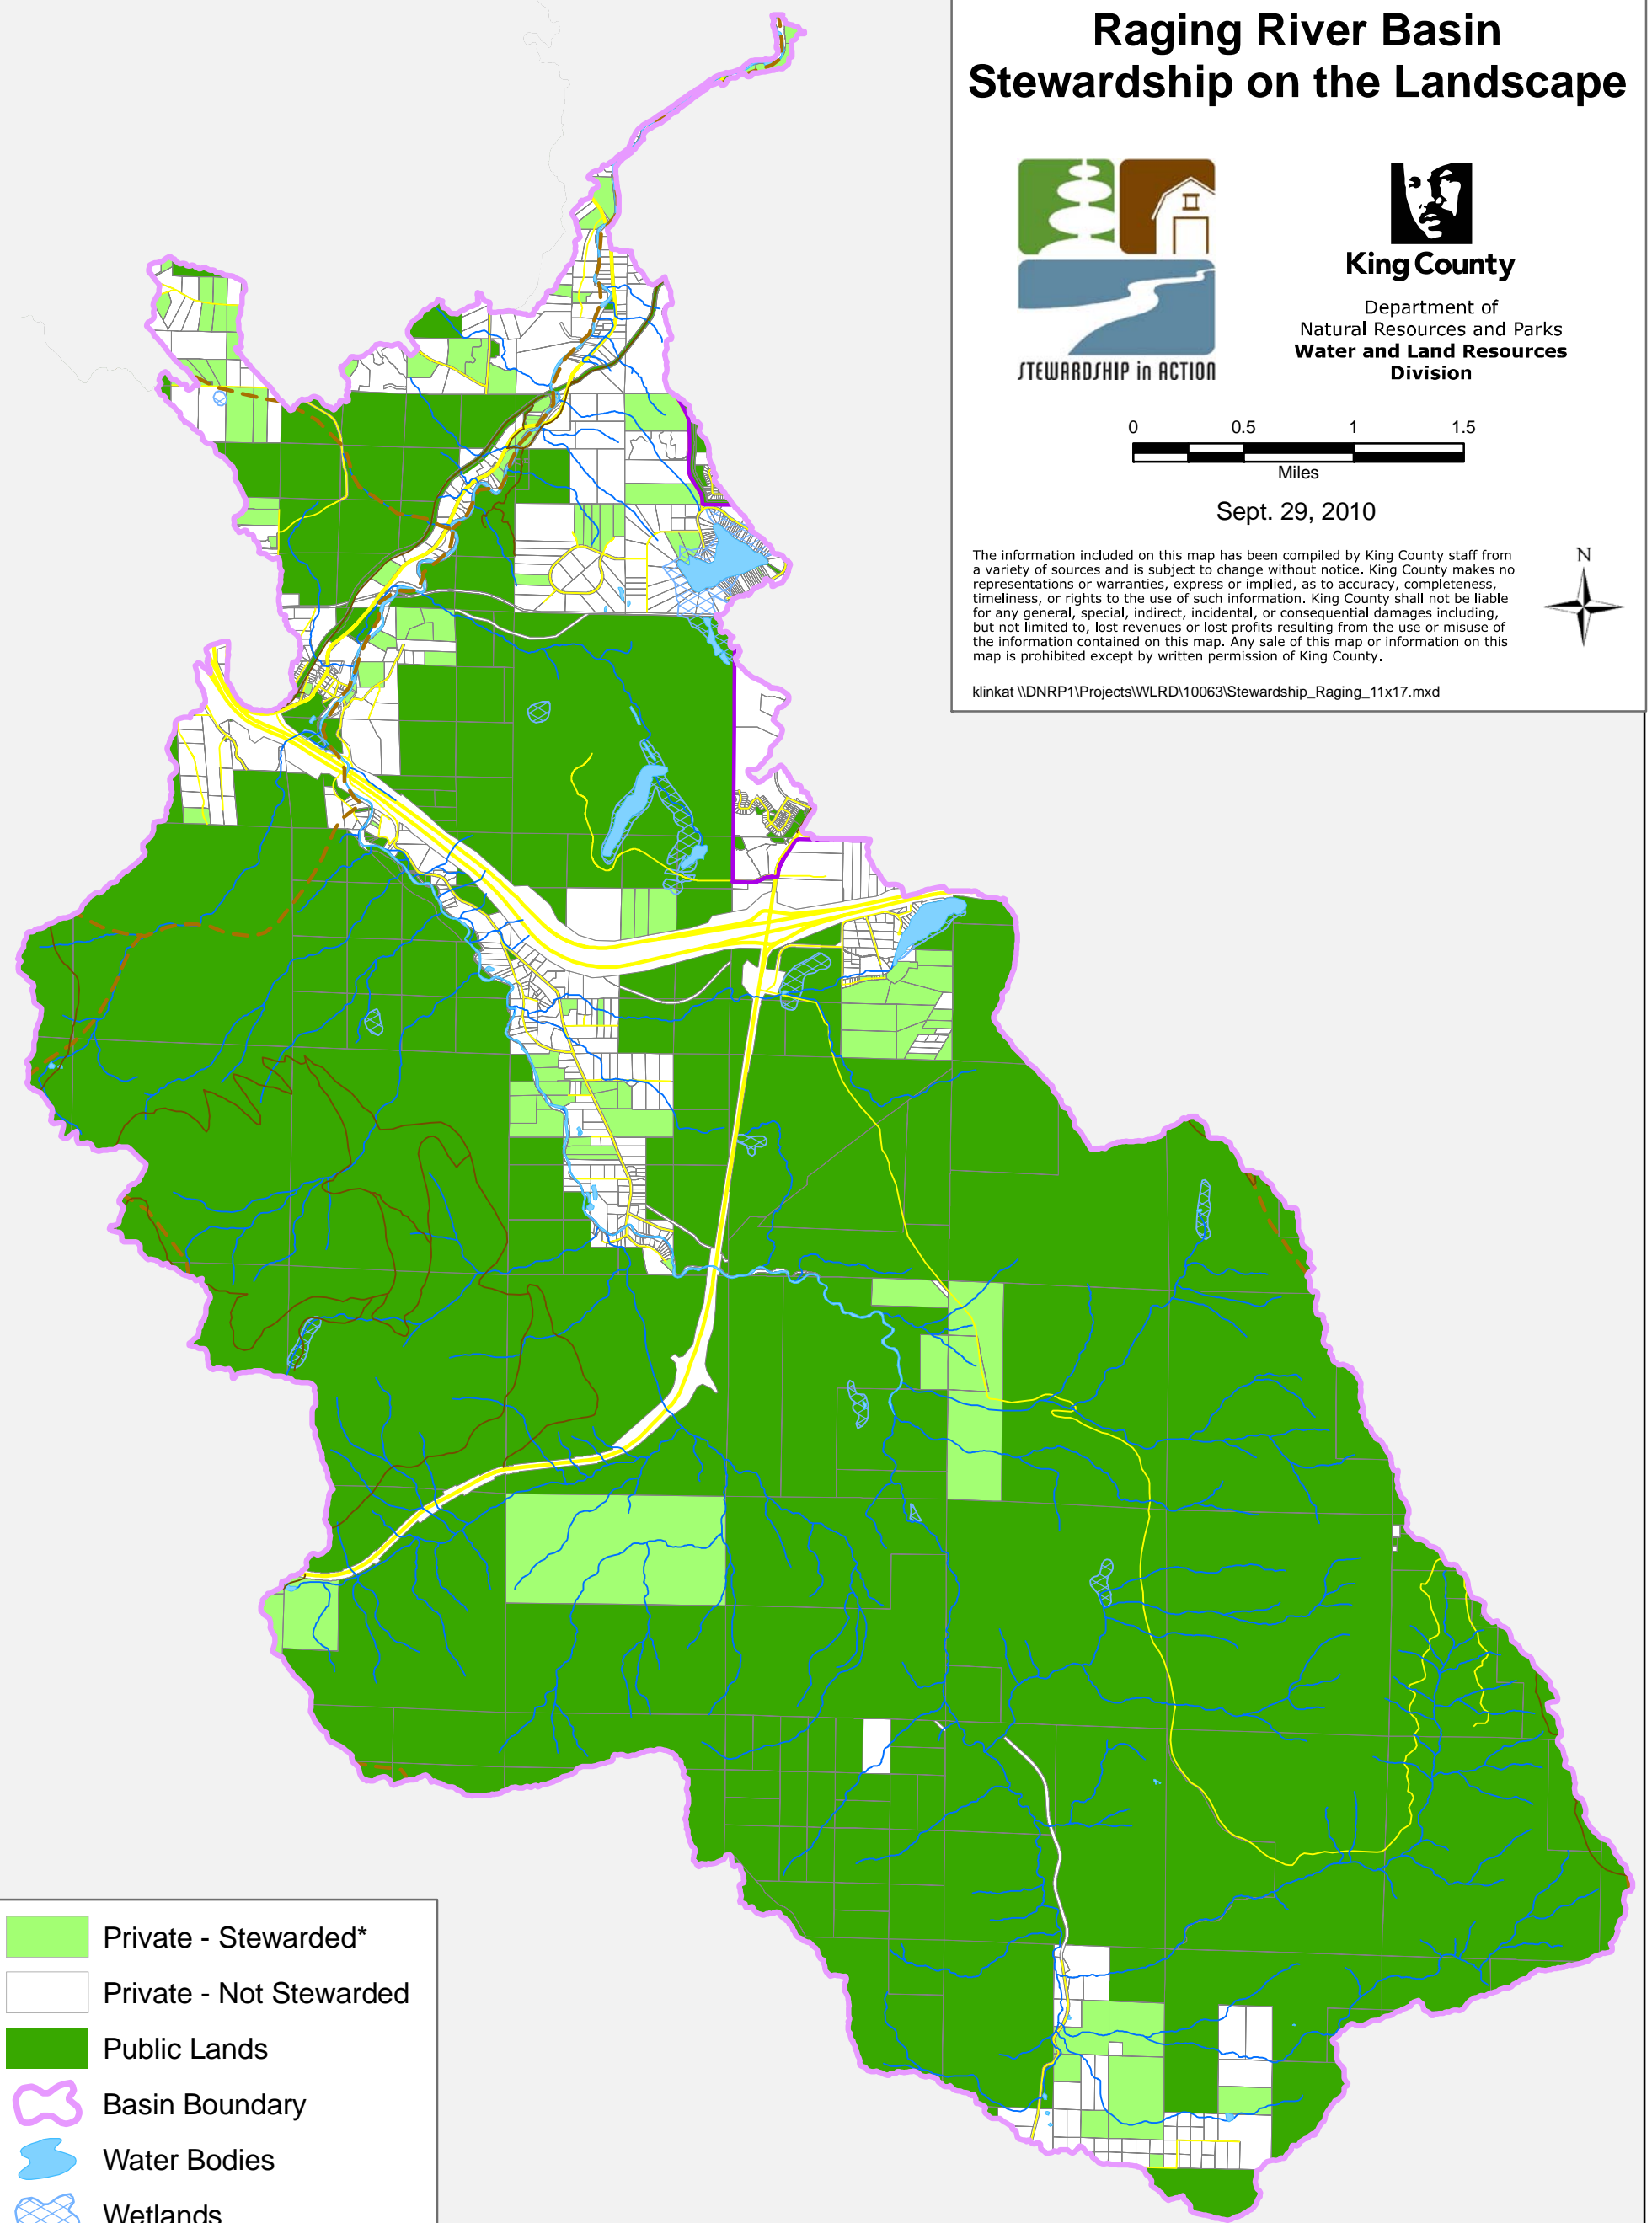 Raging River Basin
Stewardship on the Landscape
STEWARDSHIP in ACTION
King County
Department of
Natural Resources and Parks
Water and Land Resources
Division
0 0.5 1 1.5
Miles
Sept. 29, 2010
The information included on this map has been compiled by King County staff from
a variety of sources and is subject to change without notice. King County makes no
representations or warranties, express or implied, as to accuracy, completeness,
timeliness, or rights to the use of such information. King County shall not be liable
for any general, special, indirect, incidental, or consequential damages including,
but not limited to, lost revenues or lost profits resulting from the use or misuse of
the information contained on this map. Any sale of this map or information on this
map is prohibited except by written permission of King County.
N
klinkat \\DNRP1\Projects\WLRD\10063\Stewardship_Raging_11x17.mxd
Private - Stewarded*
Private - Not Stewarded
Public Lands
Basin Boundary
Water Bodies
Wetlands